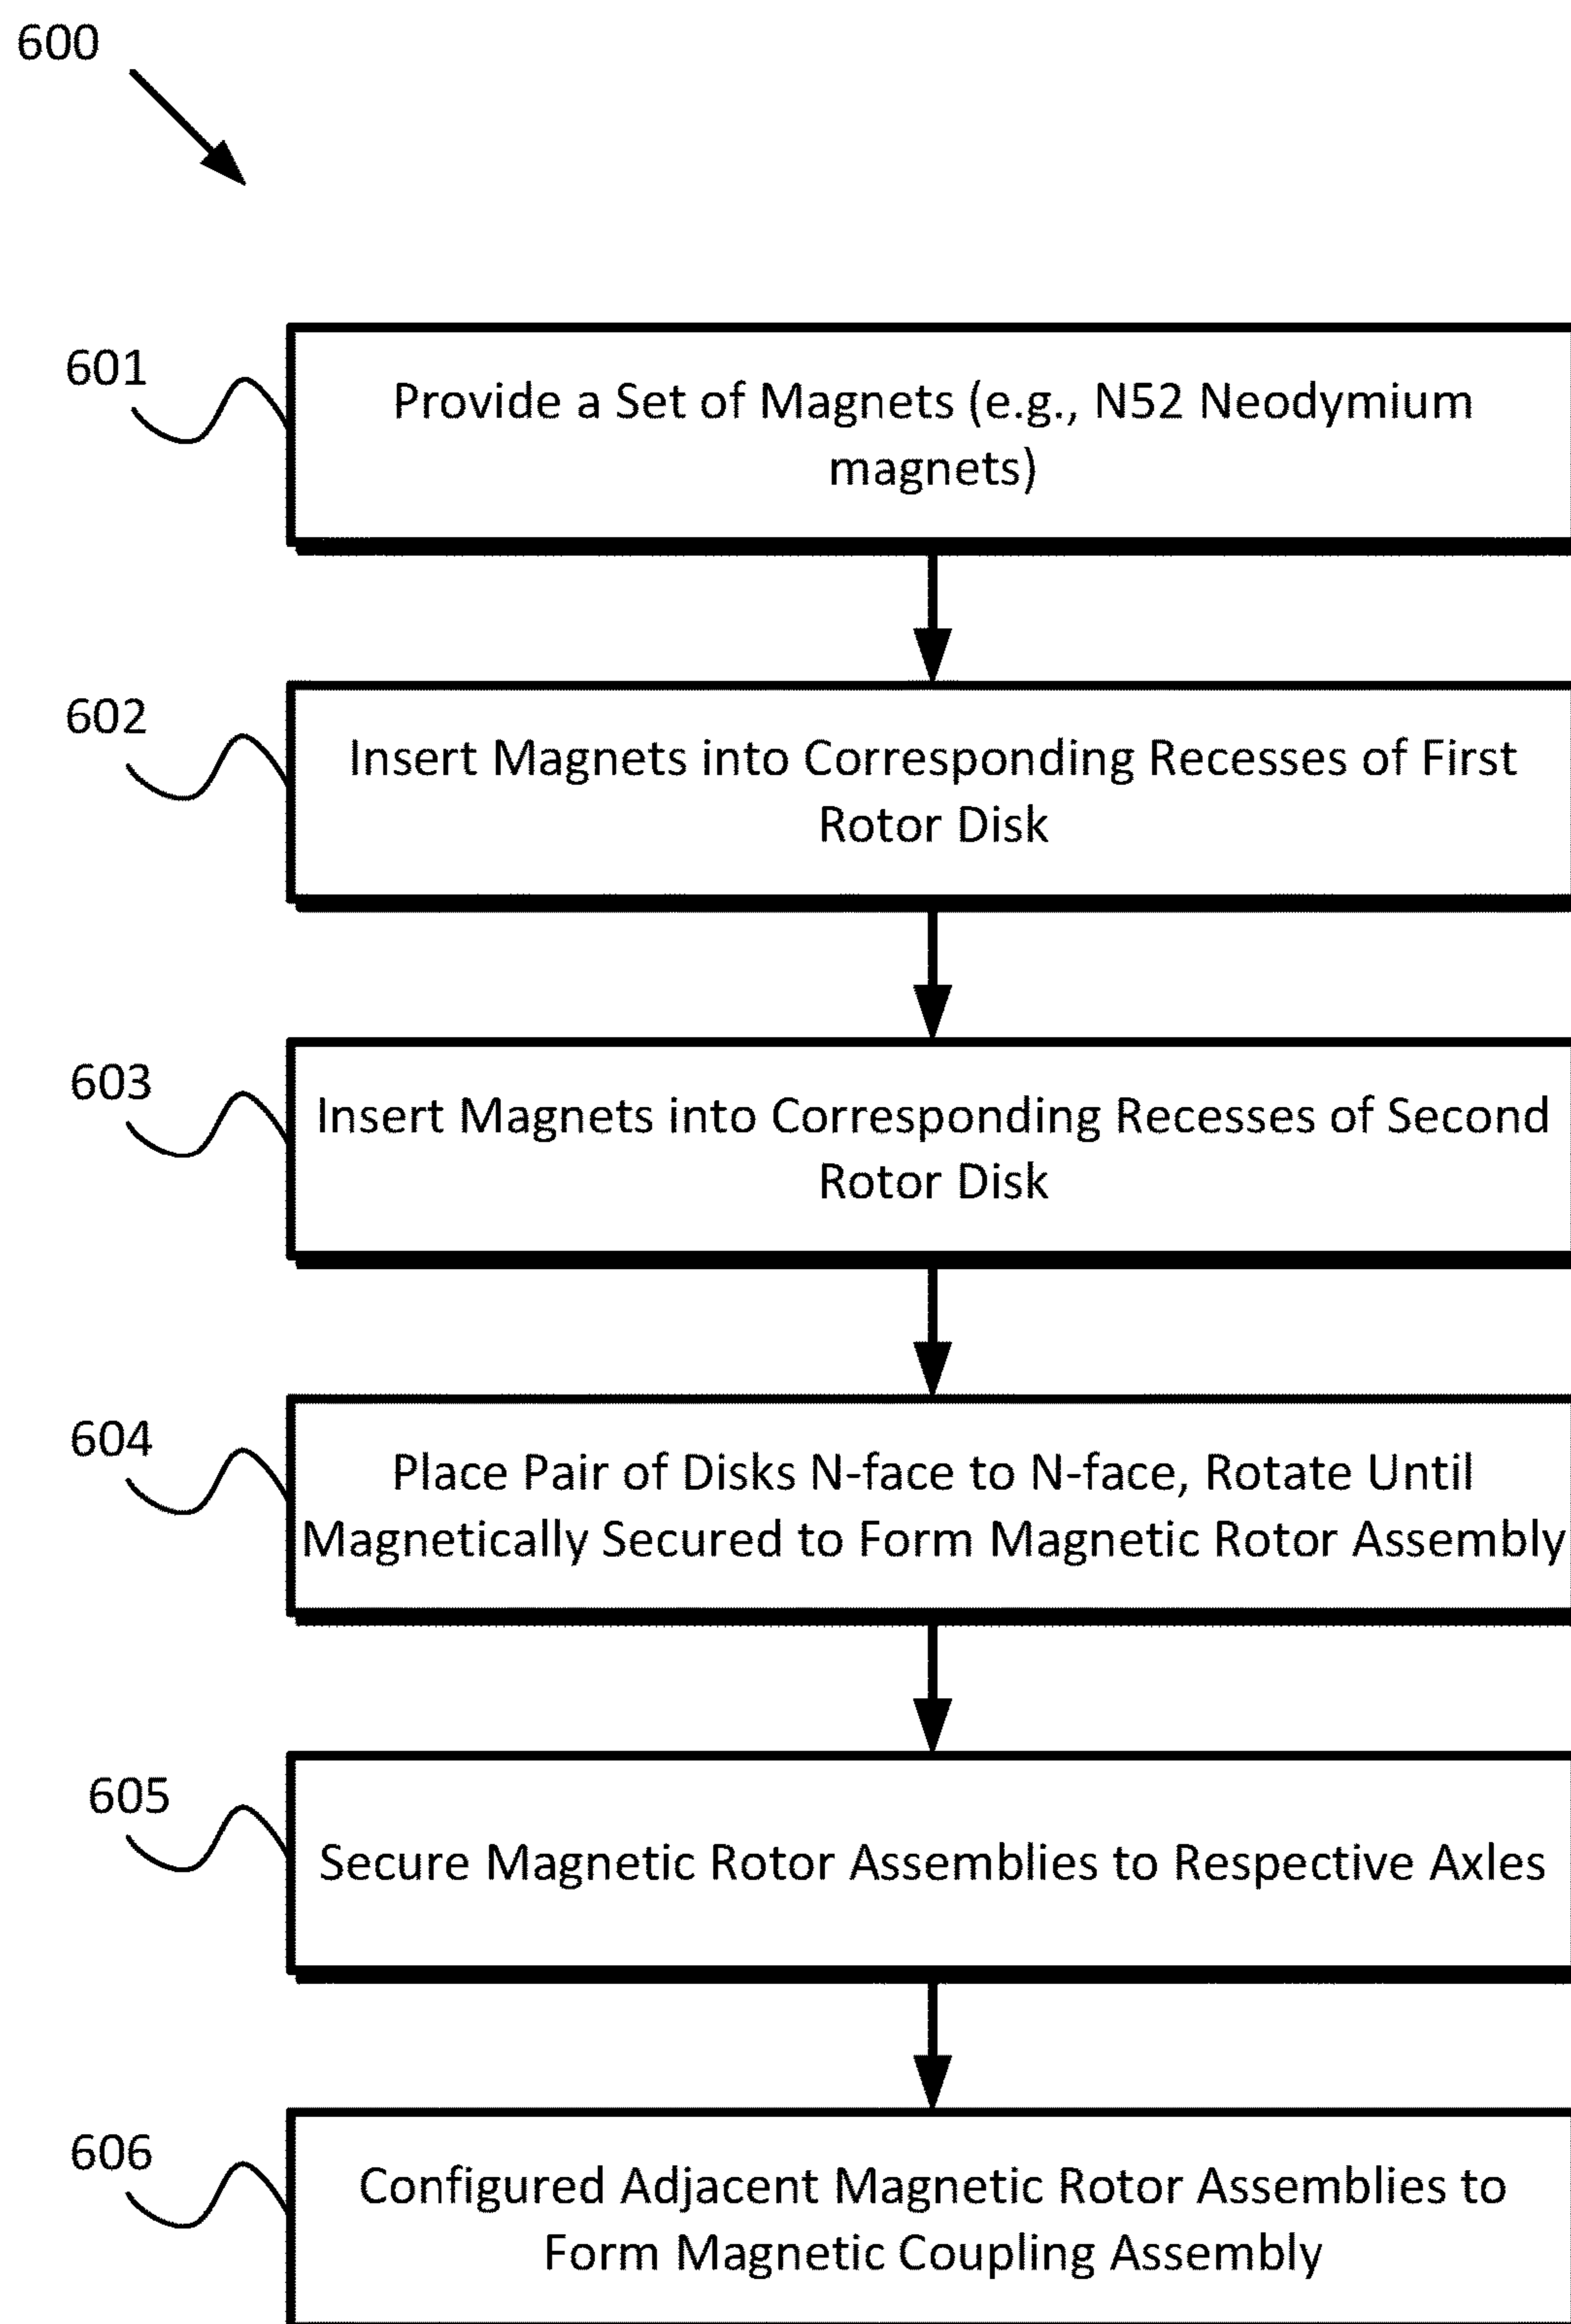 600
601
Provide a Set of Magnets (e.g., N52 Neodymium
magnets)
602
Insert Magnets into Corresponding Recesses of First
Rotor Disk
603
Insert Magnets into Corresponding Recesses of Second
Rotor Disk
604
Place Pair of Disks N-face to N-face, Rotate Until
Magnetically Secured to Form Magnetic Rotor Assembly
605
Secure Magnetic Rotor Assemblies to Respective Axles
606
Configured Adjacent Magnetic Rotor Assemblies to
Form Magnetic Coupling Assembly